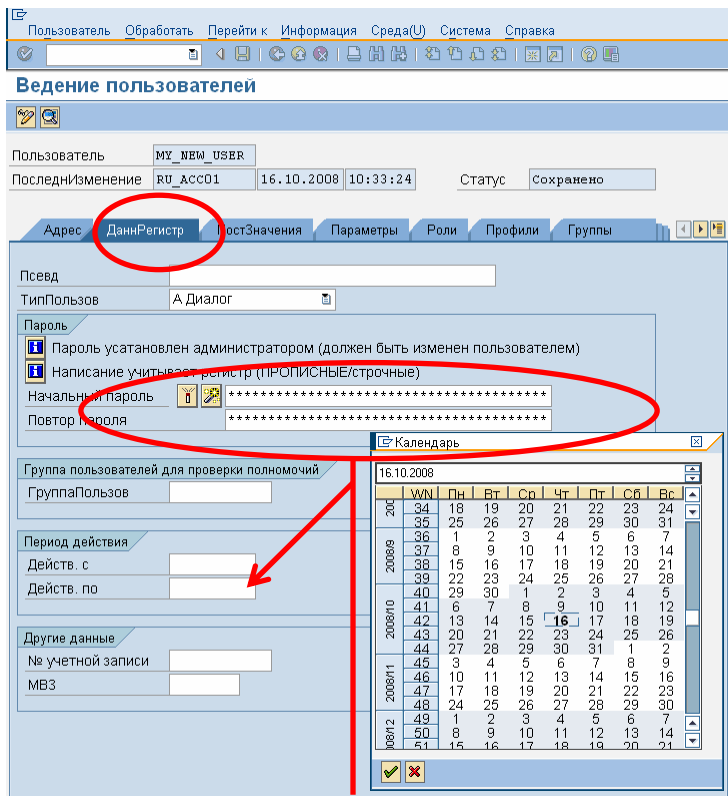 Пользователь Обработать Перейти к Информация Среда(U) Система Справка
Ведение пользователей
Пользователь MY_NEW_USER
ПоследнИзменение RU_ACC01 16.10.2008 10:33:24 Статус Сохранено
Адрес ДаннРегистр ПостЗначения Параметры Роли Профили Группы
Псевд
ТипПользов А Диалог
Пароль
Пароль усатановлен администратором (должен быть изменен пользователем)
Написание учитывает регистр (ПРОПИСНЫЕ/строчные)
Начальный пароль ****************************************
Повтор пароля ****************************************
Группа пользователей для проверки полномочий
ГруппаПользов
Период действия
Действ. с
Действ. по
Другие данные
№ учетной записи
МВЗ
Календарь
16.10.2008
WN Пн Вт Ср Чт Пт Сб Вс
34 18 19 20 21 22 23 24
35 25 26 27 28 29 30 31
2008/9
36 1 2 3 4 5 6 7
37 8 9 10 11 12 13 14
38 15 16 17 18 19 20 21
39 22 23 24 25 26 27 28
2008/10
40 29 30 1 2 3 4 5
41 6 7 8 9 10 11 12
42 13 14 15 16 17 18 19
43 20 21 22 23 24 25 26
44 27 28 29 30 31 1 2
2008/11
45 3 4 5 6 7 8 9
46 10 11 12 13 14 15 16
47 17 18 19 20 21 22 23
48 24 25 26 27 28 29 30
49 1 2 3 4 5 6 7
50 8 9 10 11 12 13 14
51 15 16 17 18 19 20 21